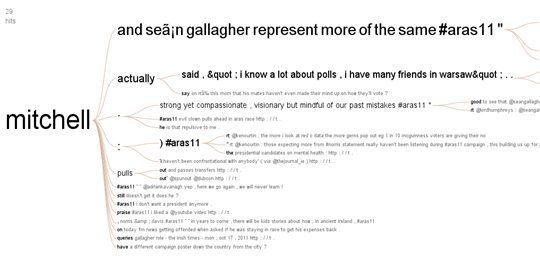 29
hits
mitchell
and seã¡n gallagher represent more of the same #aras11 "
actually
said , &quot ; i know a lot about polls , i have many friends in warsaw&quot ; . .
say on this mum that his mates haven't even made their mind up on how they'll vote ?
.
strong yet compassionate , visionary but mindful of our past mistakes #aras11 "
good to see that @seangallagh
rt @lordhumphreys : @seangal
#aras11 evil clown pulls ahead in aras race http : / / t .
he is that repulsive to me .
:
) #aras11
rt @kencurtin : the more i look at red c data the more gems pop out eg 1 in 10 mcguinness voters are giving their no
" rt @kencurtin : those expecting more from #norris statement really haven't been listening during #aras11 campaign , this building us up for
the presidential candidates on mental health : http : / / t .
'i haven't been confrontational with anybody' ( via @thejournal_ie ) http : / / t .
polls
out and passes transfers http : / / t .
out' @spunout @dubson http : / / t .
#aras11 " " @adriankavanagh yep , here we go again , we will never learn !
still doesn't get it does he ?
#aras11 i don't want a president anymore .
praise #aras11 i liked a @youtube video http : / / t .
, norris &amp ; davis #aras11 " " in years to come , there will be kids stories about how , in ancient ireland , #aras11
on today fm news getting offended when asked if he was staying in race to get his expenses back .
queries gallagher role - the irish times - mon , oct 17 , 2011 http : / / t .
have a different campaign poster down the country from the city ?